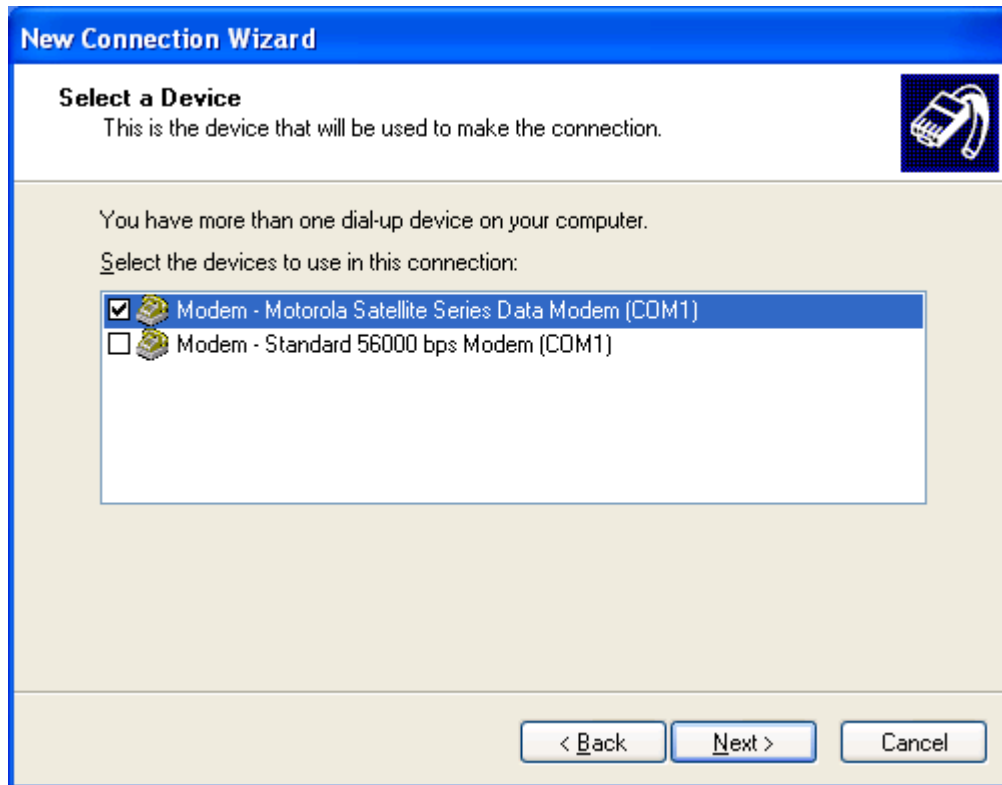 New Connection Wizard
Select a Device
This is the device that will be used to make the connection.
You have more than one dial-up device on your computer.
Select the devices to use in this connection:
Modem - Motorola Satellite Series Data Modem (COM1)
Modem - Standard 56000 bps Modem (COM1)
< Back Next > Cancel